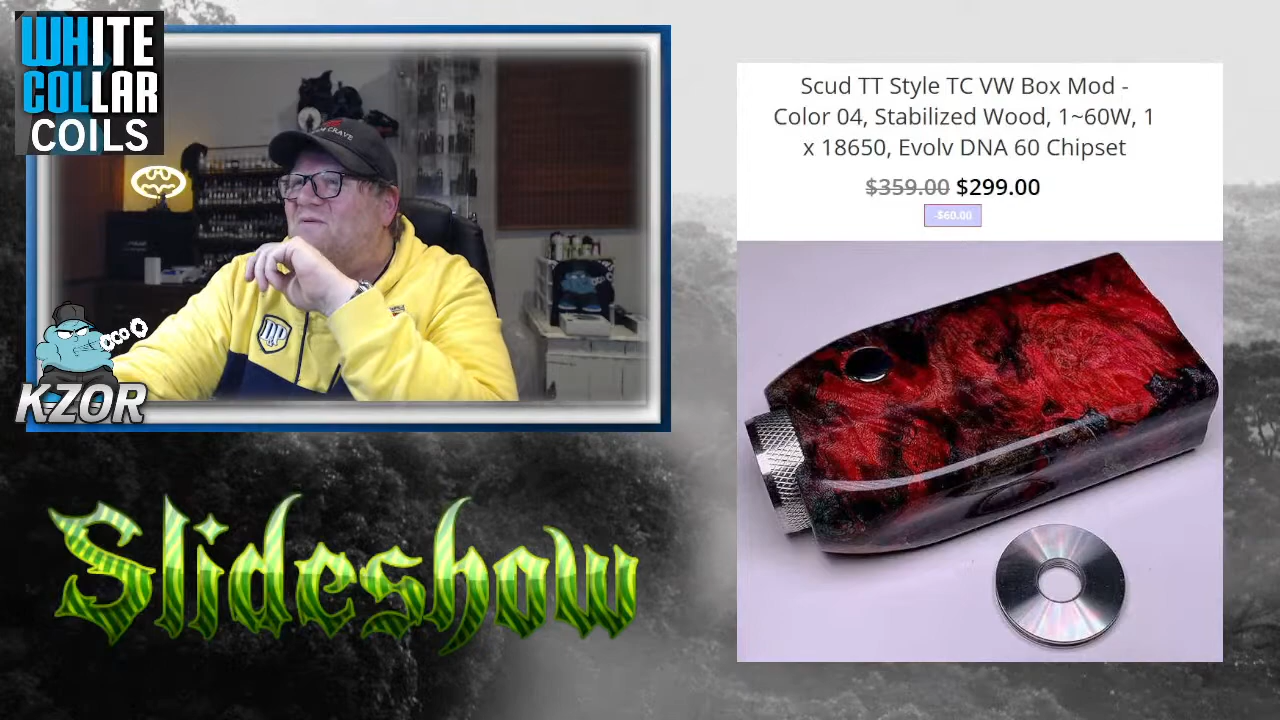 WHITE
COLLAR
COILS
KZOR
Slideshow
Scud TT Style TC VW Box Mod -
Color 04, Stabilized Wood, 1~60W, 1
x 18650, Evolv DNA 60 Chipset
$359.00 $299.00
-$60.00